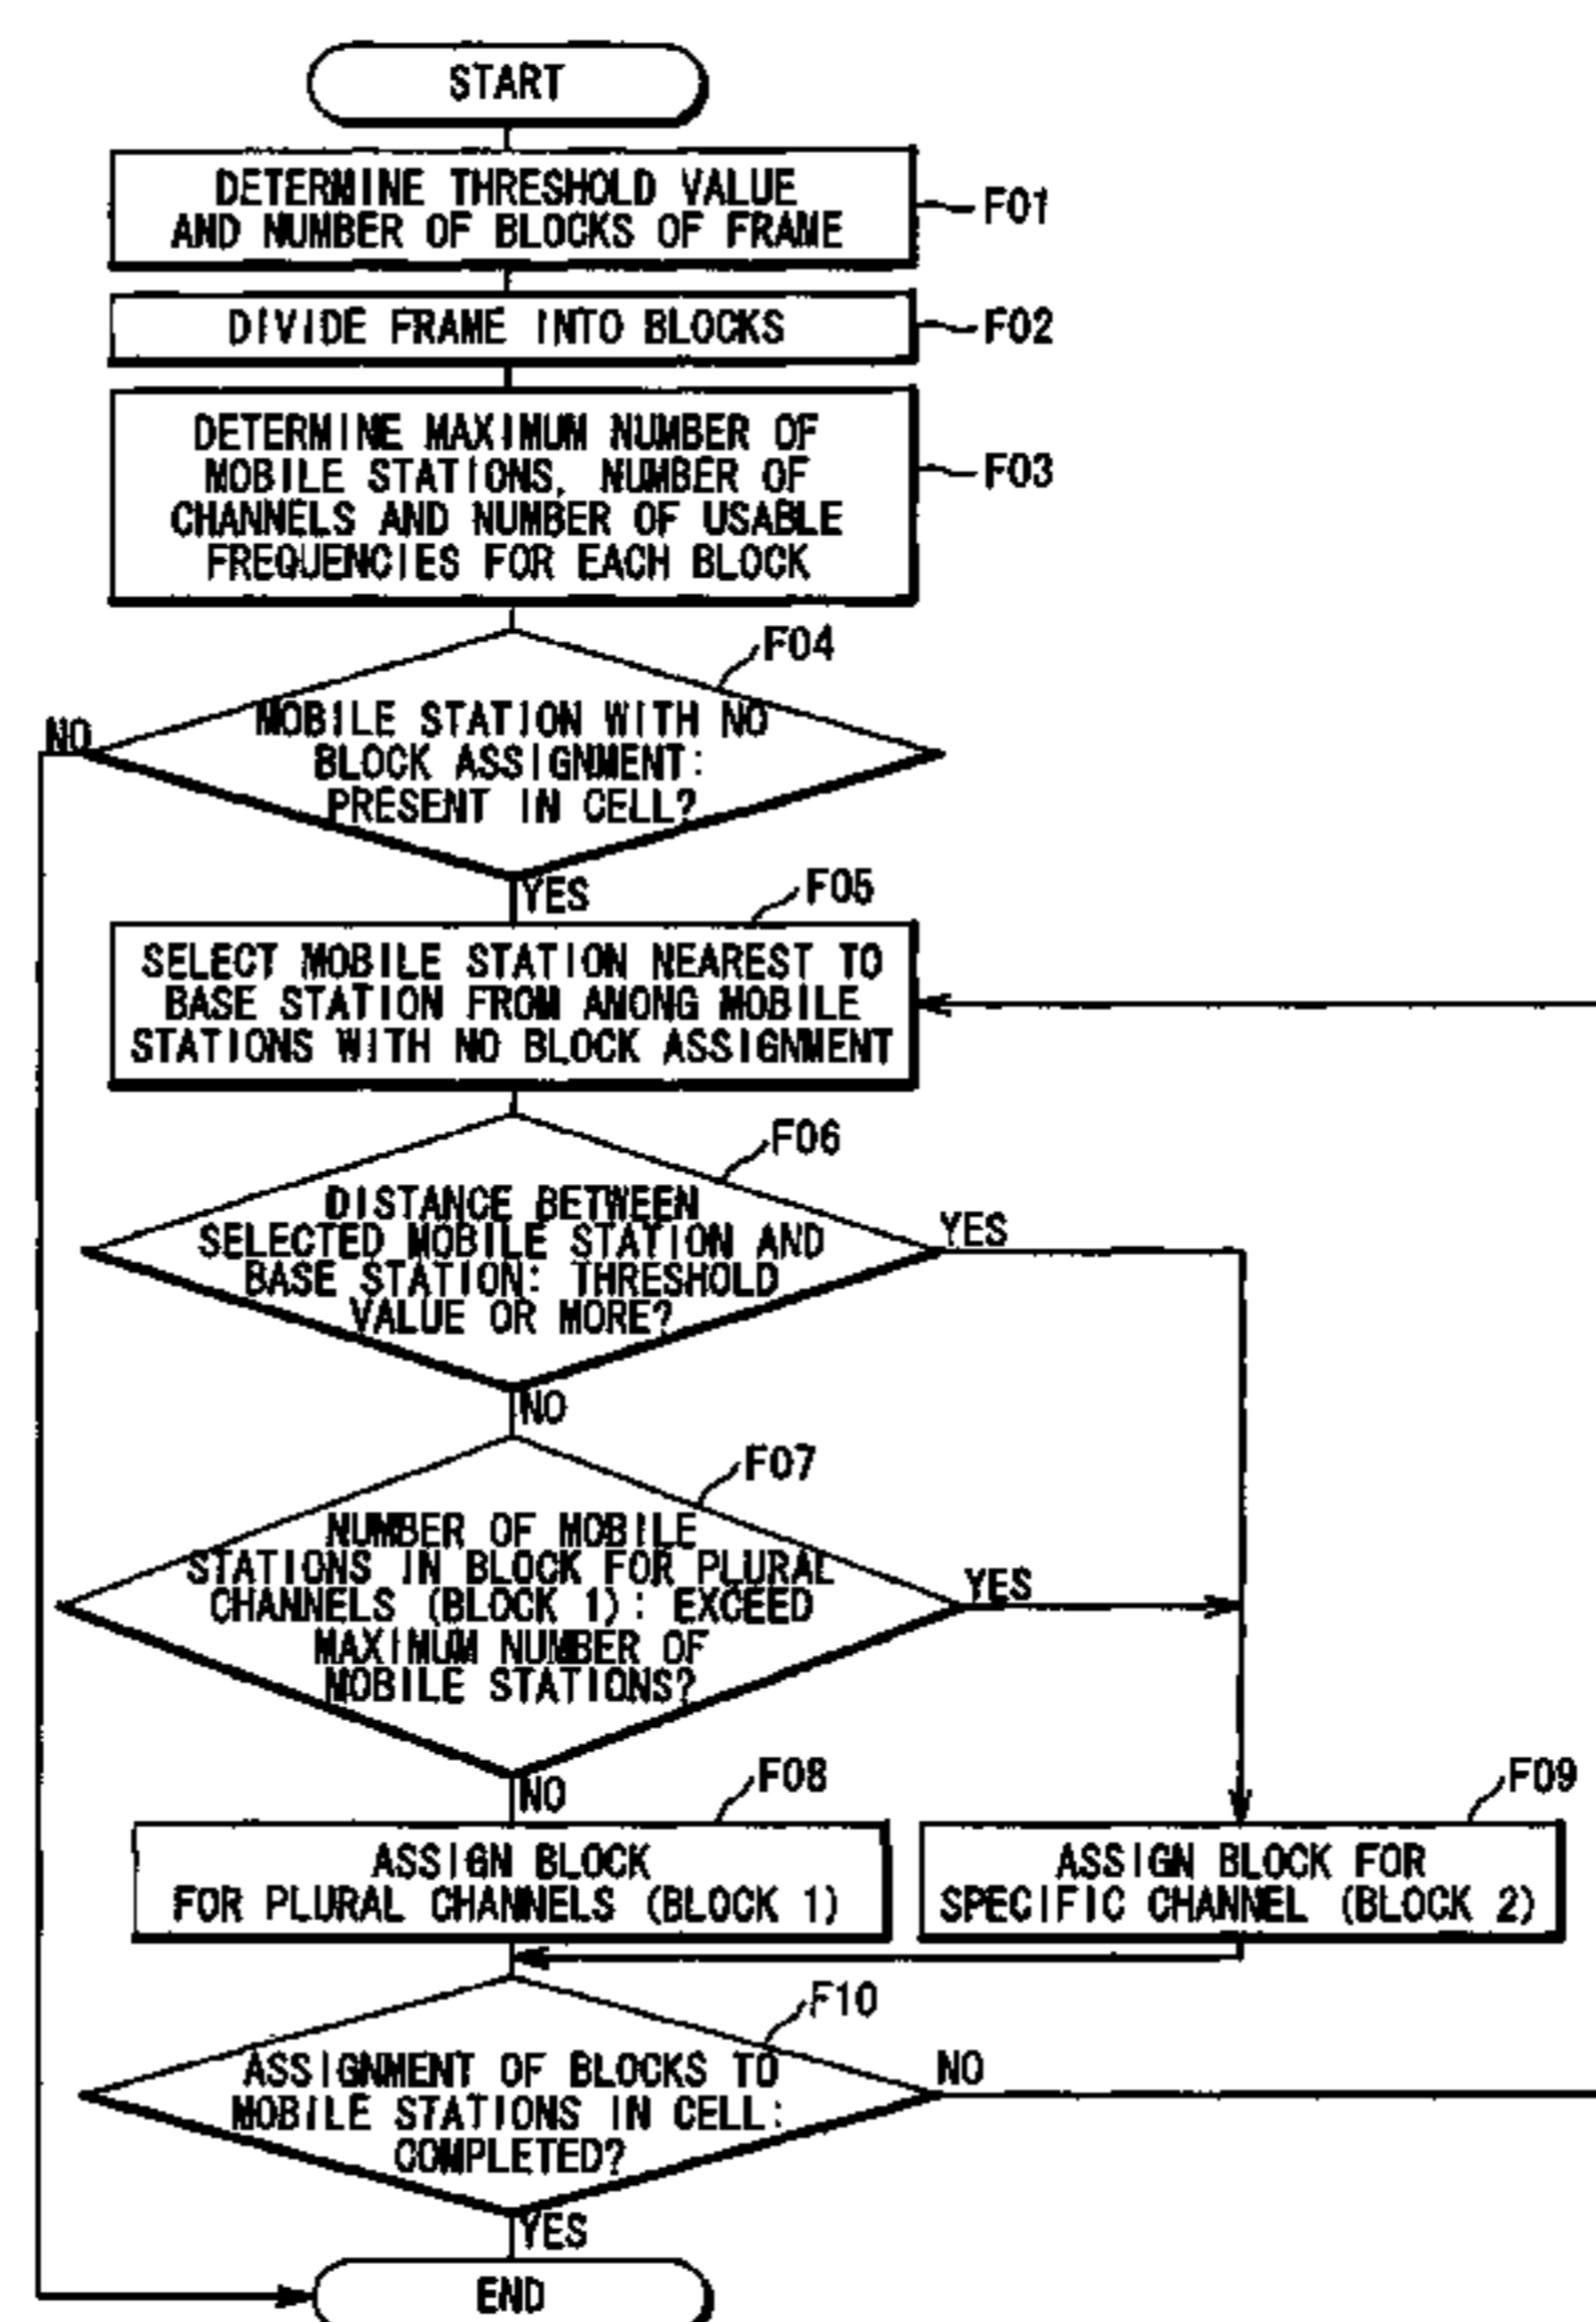 START
DETERMINE THRESHOLD VALUE
AND NUMBER OF BLOCKS OF FRAME
F01
DIVIDE FRAME INTO BLOCKS
F02
DETERMINE MAXIMUM NUMBER OF
MOBILE STATIONS, NUMBER OF
CHANNELS AND NUMBER OF USABLE
FREQUENCIES FOR EACH BLOCK
F03
F04
NO
MOBILE STATION WITH NO
BLOCK ASSIGNMENT:
PRESENT IN CELL?
YES
F05
SELECT MOBILE STATION NEAREST TO
BASE STATION FROM AMONG MOBILE
STATIONS WITH NO BLOCK ASSIGNMENT
F06
DISTANCE BETWEEN
SELECTED MOBILE STATION AND
BASE STATION: THRESHOLD
VALUE OR MORE?
YES
NO
F07
NUMBER OF MOBILE
STATIONS IN BLOCK FOR PLURAL
CHANNELS (BLOCK 1): EXCEED
MAXIMUM NUMBER OF
MOBILE STATIONS?
YES
NO
F08
ASSIGN BLOCK
FOR PLURAL CHANNELS (BLOCK 1)
F09
ASSIGN BLOCK FOR
SPECIFIC CHANNEL (BLOCK 2)
F10
ASSIGNMENT OF BLOCKS TO
MOBILE STATIONS IN CELL:
COMPLETED?
NO
YES
END